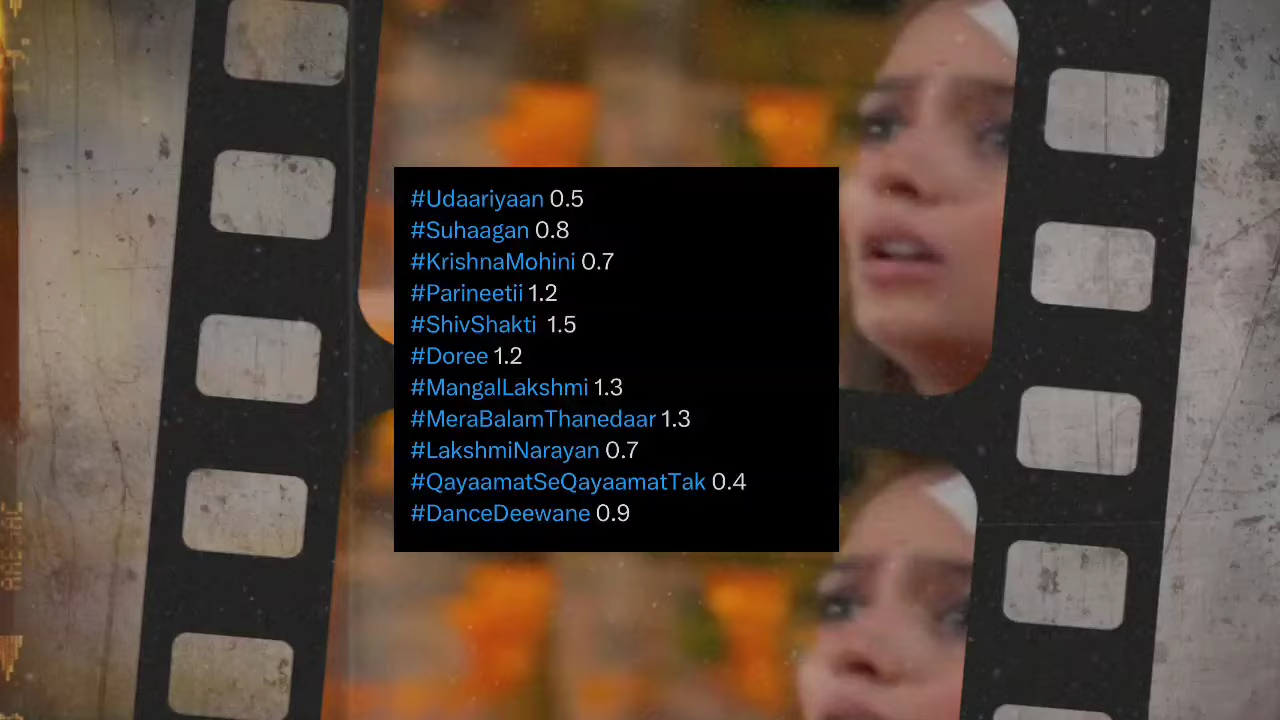 #Udaariyaan 0.5
#Suhaagan 0.8
#KrishnaMohini 0.7
#Parineetii 1.2
#ShivShakti 1.5
#Doree 1.2
#MangalLakshmi 1.3
#MeraBalamThanedaar 1.3
#LakshmiNarayan 0.7
#QayaamatSeQayaamatTak 0.4
#DanceDeewane 0.9